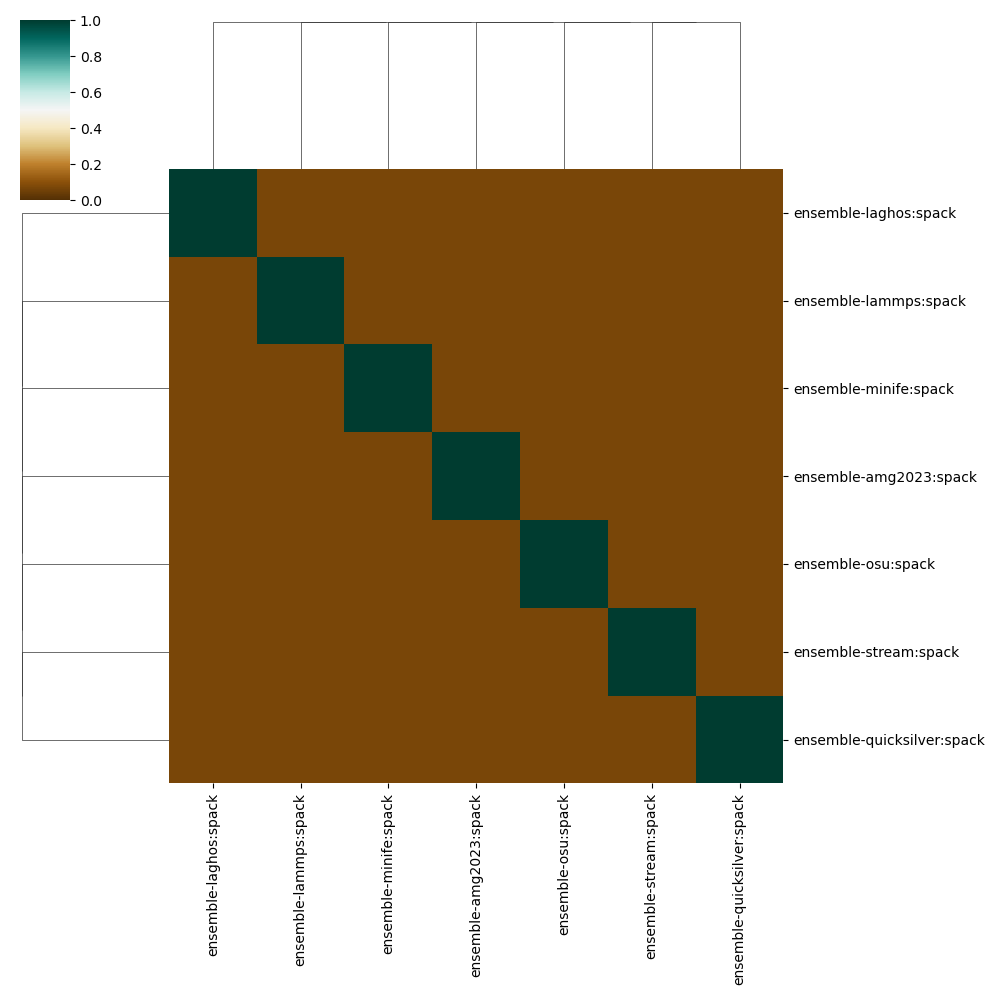 1.0
0.8
0.6
0.4
0.2
0.0
ensemble-laghos:spack
ensemble-lammps:spack
ensemble-minife:spack
ensemble-amg2023:spack
ensemble-osu:spack
ensemble-stream:spack
ensemble-quicksilver:spack
ensemble-laghos:spack
ensemble-lammps:spack
ensemble-minife:spack
ensemble-amg2023:spack
ensemble-osu:spack
ensemble-stream:spack
ensemble-quicksilver:spack